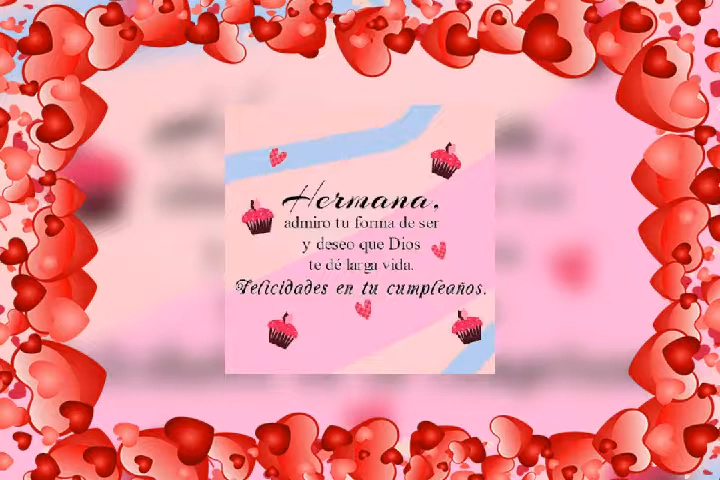 Hermana,
admiro tu forma de ser
y deseo que Dios
te dé larga vida.
Felicidades en tu cumpleaños.